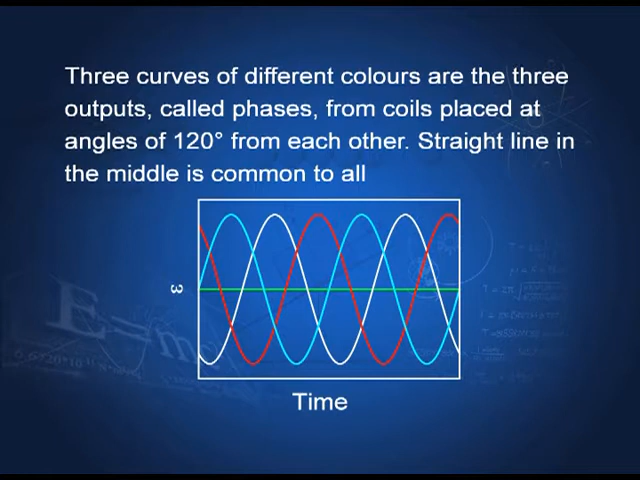 Three curves of different colours are the three
outputs, called phases, from coils placed at
angles of 120° from each other. Straight line in
the middle is common to all
ε
Time
E=m